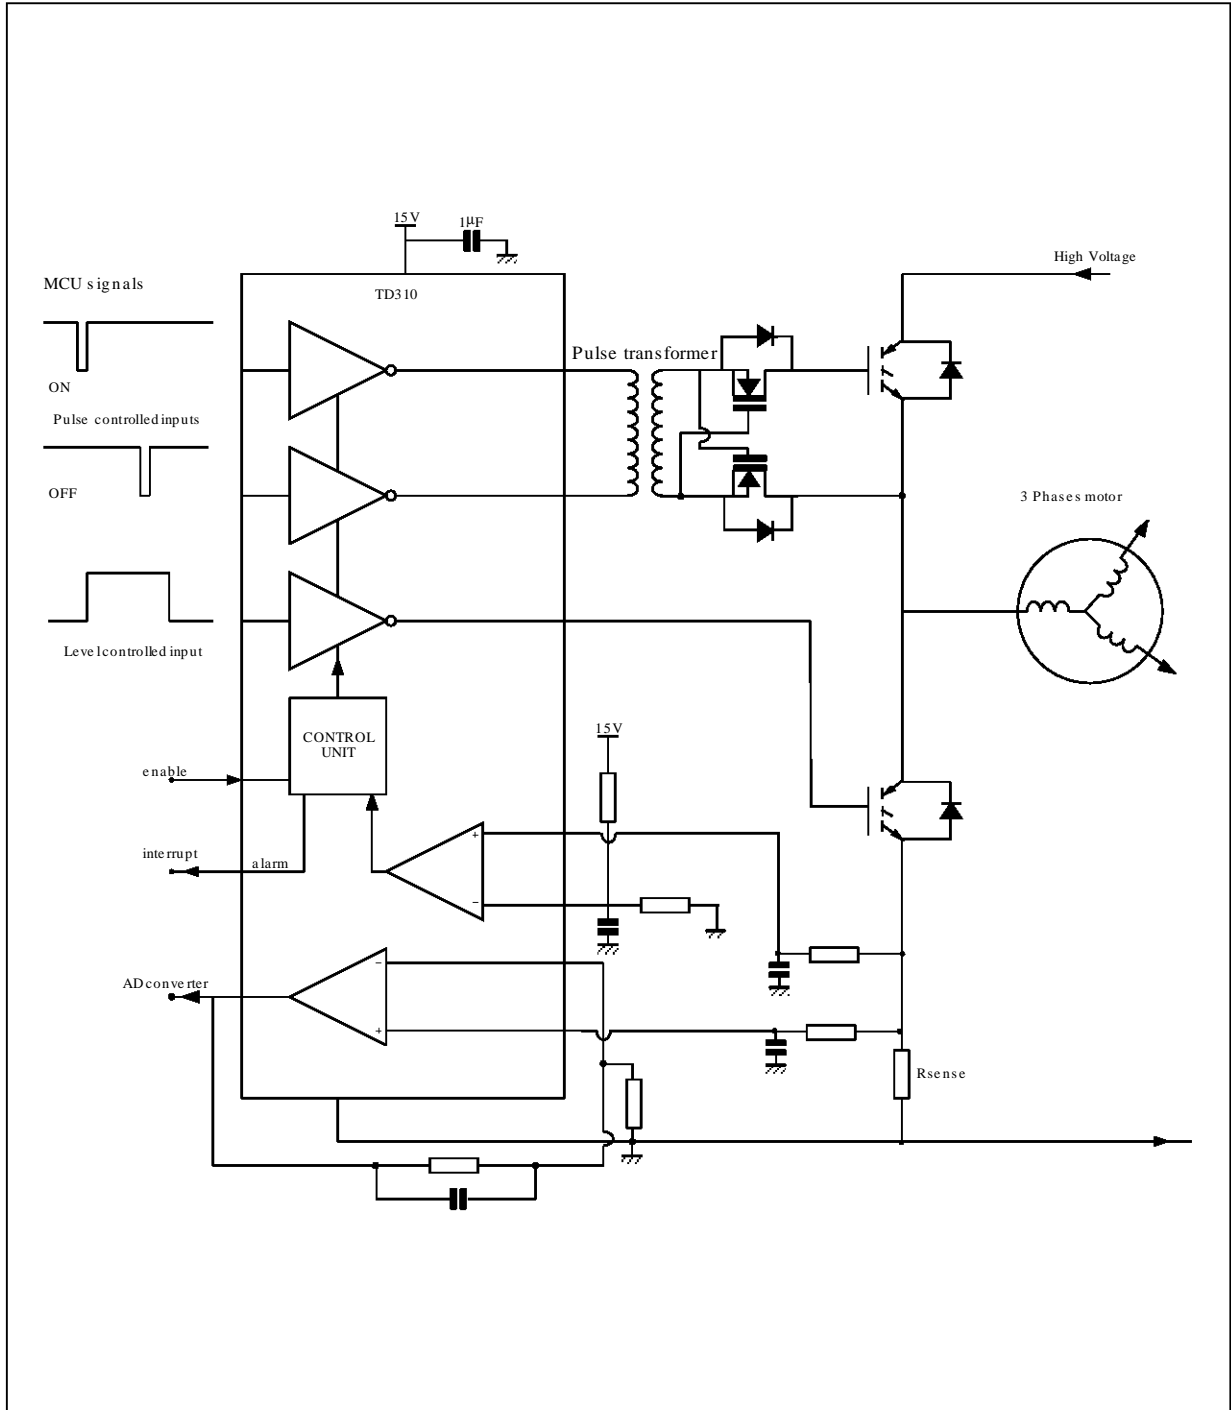 15V
1µF
High Voltage
MCU signals
TD310
Pulse transformer
ON
Pulse controlled inputs
OFF
3 Phases motor
Level controlled input
15V
CONTROL
UNIT
enable
+
interrupt
alarm
−
AD converter
−
+
Rsense